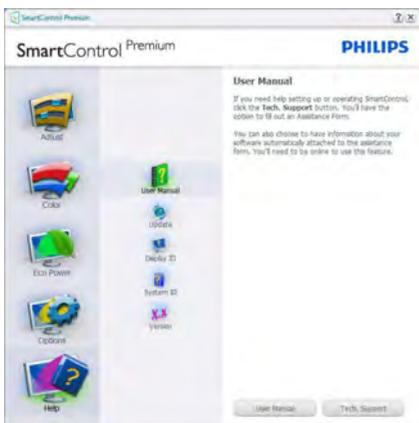 SmartControl Premium
SmartControl Premium
PHILIPS
Adjust
Color
Eco Power
Options
Help
User Manual
Update
Display ID
System ID
Version
User Manual
If you need help setting up or operating SmartControl,
click the Tech. Support button. You'll have the
option to fill out an Assistance Form.
You can also choose to have information about your
software automatically attached to the assistance
form. You'll need to be online to use this feature.
User Manual
Tech. Support